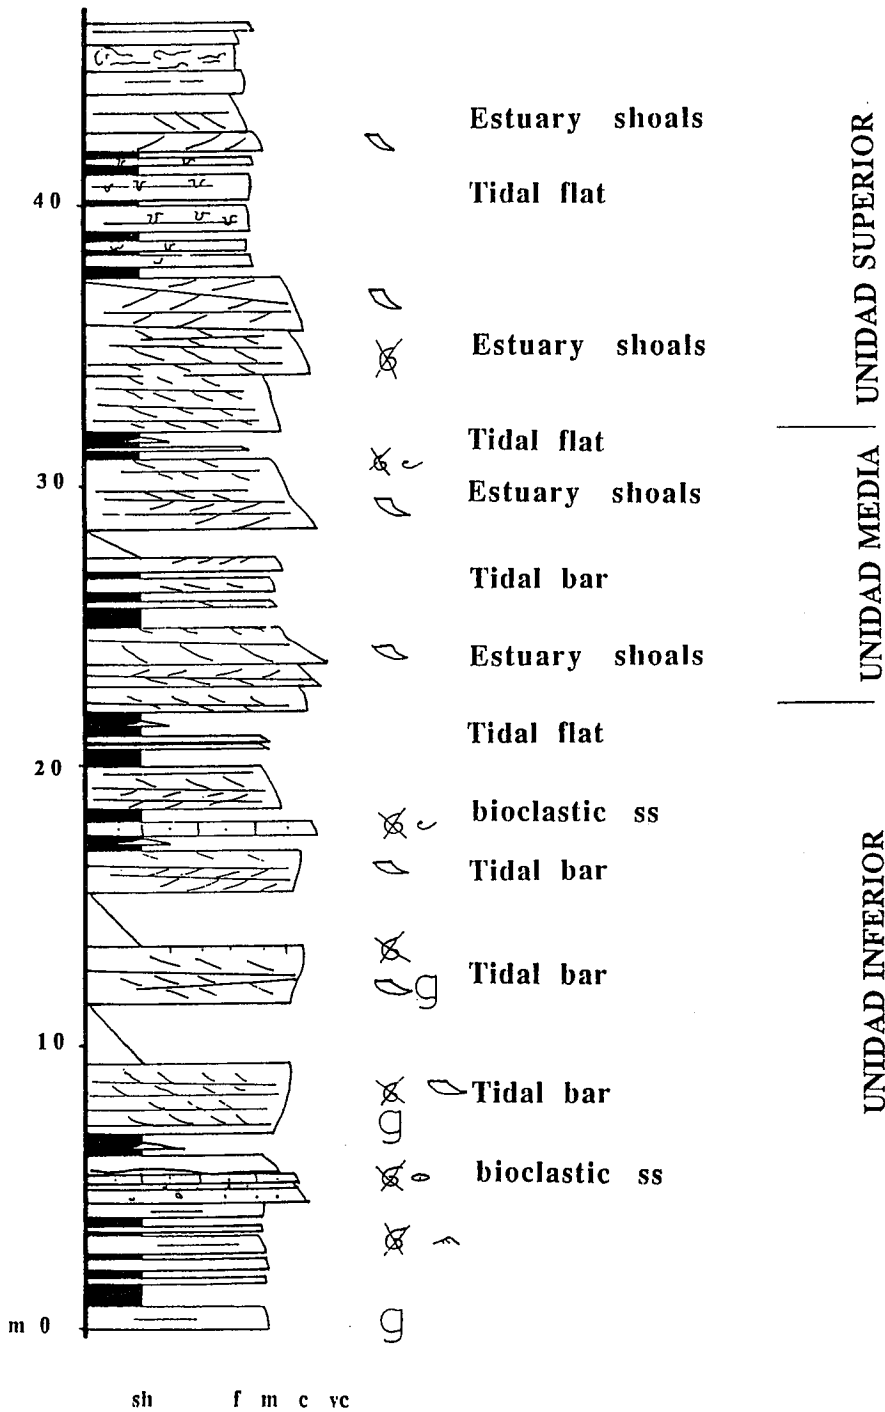 Estuary shoals
40
Tidal flat
UNIDAD SUPERIOR
Estuary shoals
Tidal flat
30
Estuary shoals
UNIDAD MEDIA
Tidal bar
Estuary shoals
Tidal flat
20
bioclastic ss
Tidal bar
UNIDAD INFERIOR
Tidal bar
g
10
Tidal bar
g
bioclastic ss
m 0
g
sh f m c vc